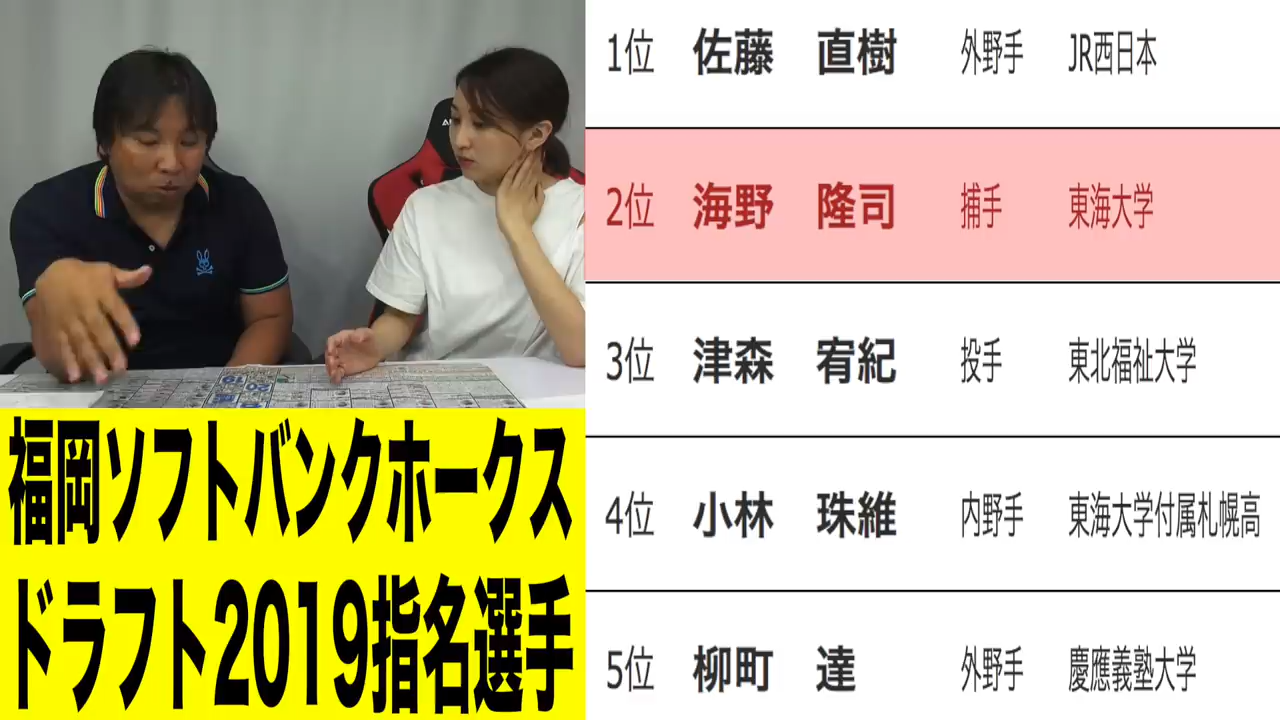 1位 佐藤 直樹 外野手 JR西日本
2位 海野 隆司 捕手 東海大学
3位 津森 宥紀 投手 東北福祉大学
4位 小林 珠維 内野手 東海大学付属札幌高
5位 柳町 達 外野手 慶應義塾大学
福岡ソフトバンクホークス
ドラフト2019指名選手